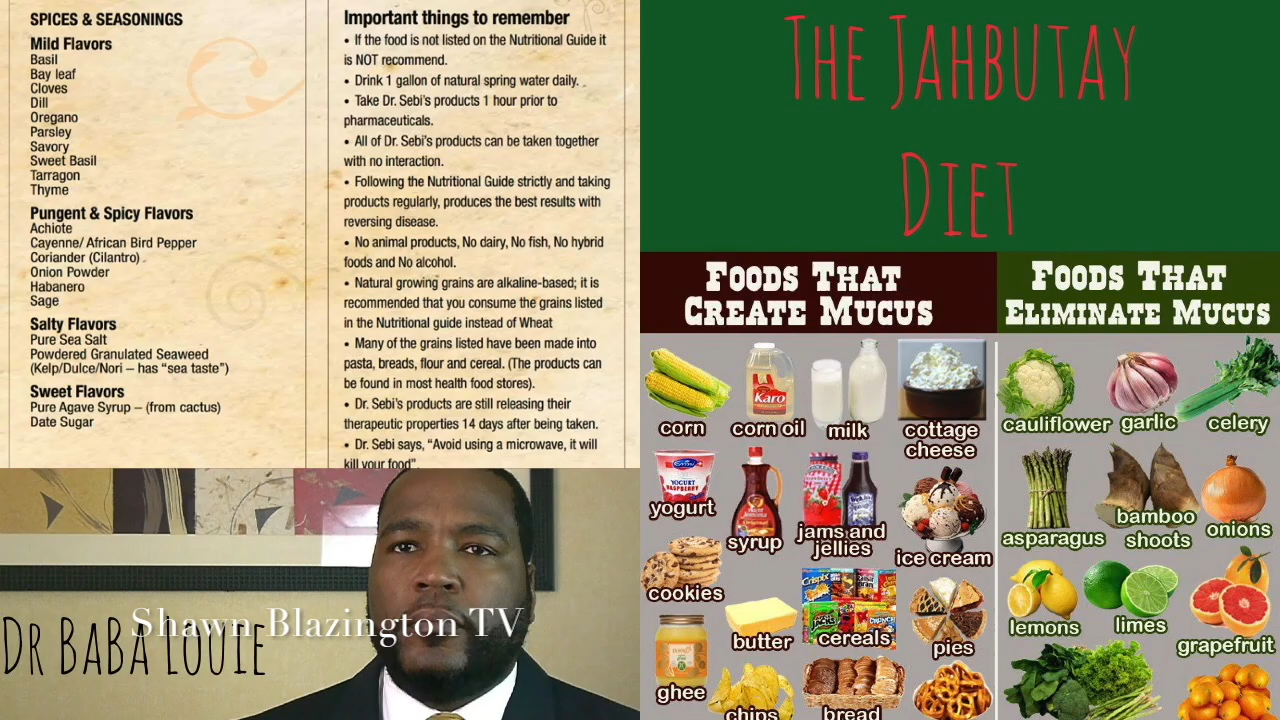 SPICES & SEASONINGS
Mild Flavors
Basil
Bay leaf
Cloves
Dill
Oregano
Parsley
Savory
Sweet Basil
Tarragon
Thyme
Pungent & Spicy Flavors
Achiote
Cayenne/ African Bird Pepper
Coriander (Cilantro)
Onion Powder
Habanero
Sage
Salty Flavors
Pure Sea Salt
Powdered Granulated Seaweed
(Kelp/Dulce/Nori – has “sea taste”)
Sweet Flavors
Pure Agave Syrup – (from cactus)
Date Sugar
Important things to remember
• If the food is not listed on the Nutritional Guide it
is NOT recommend.
• Drink 1 gallon of natural spring water daily.
• Take Dr. Sebi’s products 1 hour prior to
pharmaceuticals.
• All of Dr. Sebi’s products can be taken together
with no interaction.
• Following the Nutritional Guide strictly and taking
products regularly, produces the best results with
reversing disease.
• No animal products, No dairy, No fish, No hybrid
foods and No alcohol.
• Natural growing grains are alkaline-based; it is
recommended that you consume the grains listed
in the Nutritional guide instead of Wheat
• Many of the grains listed have been made into
pasta, breads, flour and cereal. (The products can
be found in most health food stores).
• Dr. Sebi’s products are still releasing their
therapeutic properties 14 days after being taken.
• Dr. Sebi says, “Avoid using a microwave, it will
kill your food”
THE JAHBUTAY
DIET
FOODS THAT
CREATE MUCUS
corn
corn oil
milk
cottage
cheese
Karo
yogurt
YOGURT
RASPBERRY
syrup
jams and
jellies
ice cream
cookies
butter
cereals
Crispix
pies
ghee
chips
bread
FOODS THAT
ELIMINATE MUCUS
cauliflower
garlic
celery
asparagus
bamboo
shoots
onions
lemons
limes
grapefruit
Shawn Blazington TV
DR BABA LOUIE